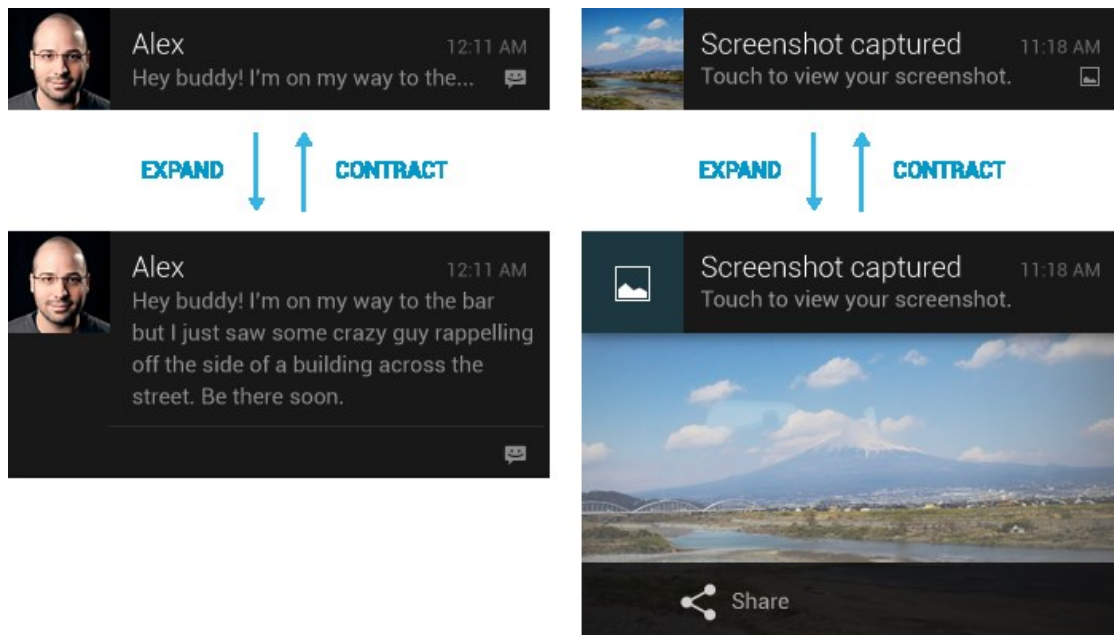 Alex
12:11 AM
Hey buddy! I'm on my way to the...
EXPAND
CONTRACT
Alex
12:11 AM
Hey buddy! I'm on my way to the bar
but I just saw some crazy guy rappelling
off the side of a building across the
street. Be there soon.
Screenshot captured
11:18 AM
Touch to view your screenshot.
EXPAND
CONTRACT
Screenshot captured
11:18 AM
Touch to view your screenshot.
Share